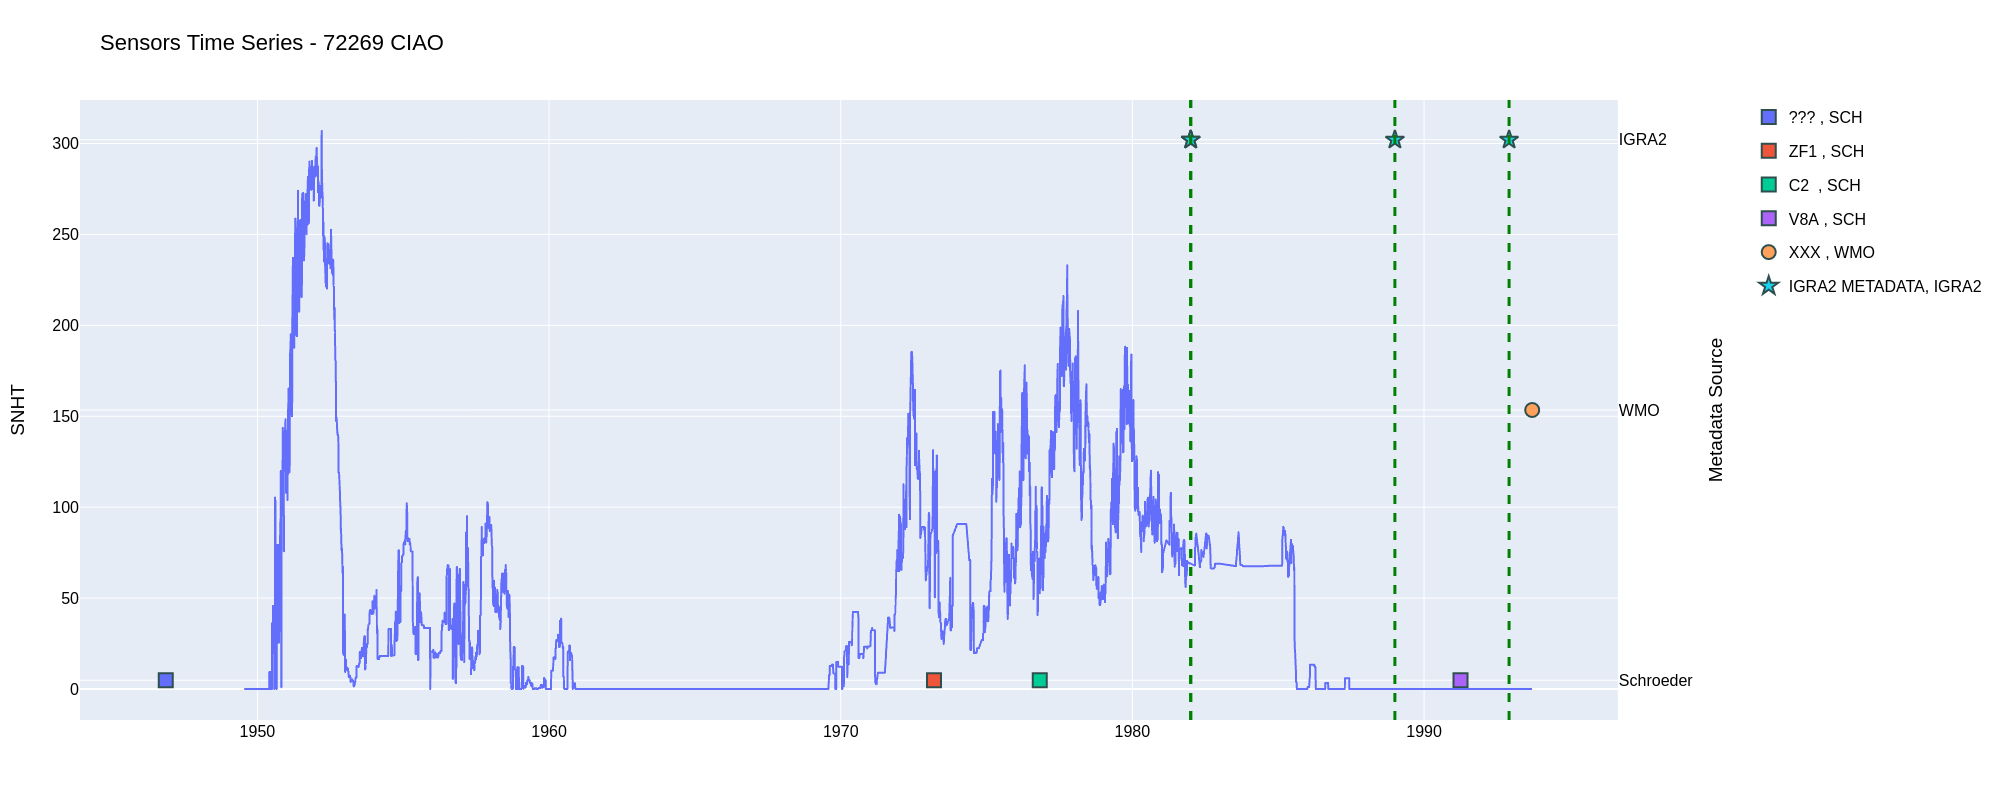 Sensors Time Series - 72269 CIAO
SNHT
300
250
200
150
100
50
0
1950
1960
1970
1980
1990
IGRA2
WMO
Schroeder
Metadata Source
??? , SCH
ZF1 , SCH
C2  , SCH
V8A , SCH
XXX , WMO
IGRA2 METADATA, IGRA2